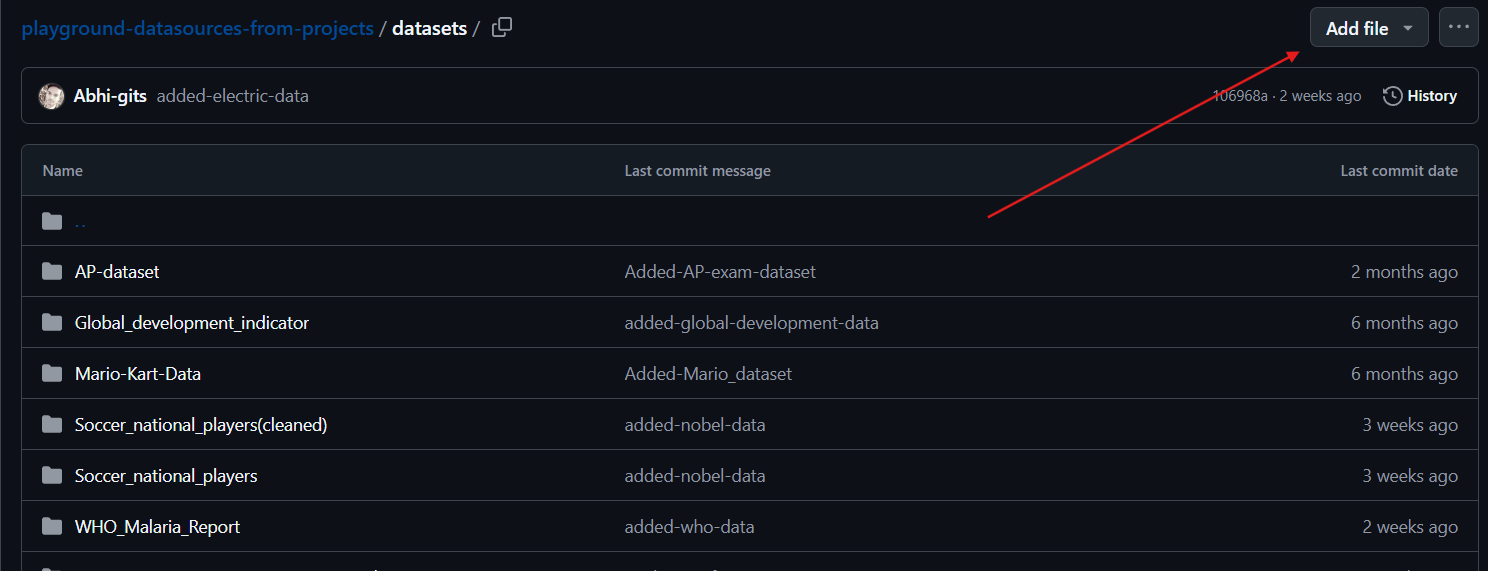 playground-datasources-from-projects / datasets /
Add file
Abhi-gits added-electric-data 106968a · 2 weeks ago History
Name Last commit message Last commit date
..
AP-dataset Added-AP-exam-dataset 2 months ago
Global_development_indicator added-global-development-data 6 months ago
Mario-Kart-Data Added-Mario_dataset 6 months ago
Soccer_national_players(cleaned) added-nobel-data 3 weeks ago
Soccer_national_players added-nobel-data 3 weeks ago
WHO_Malaria_Report added-who-data 2 weeks ago